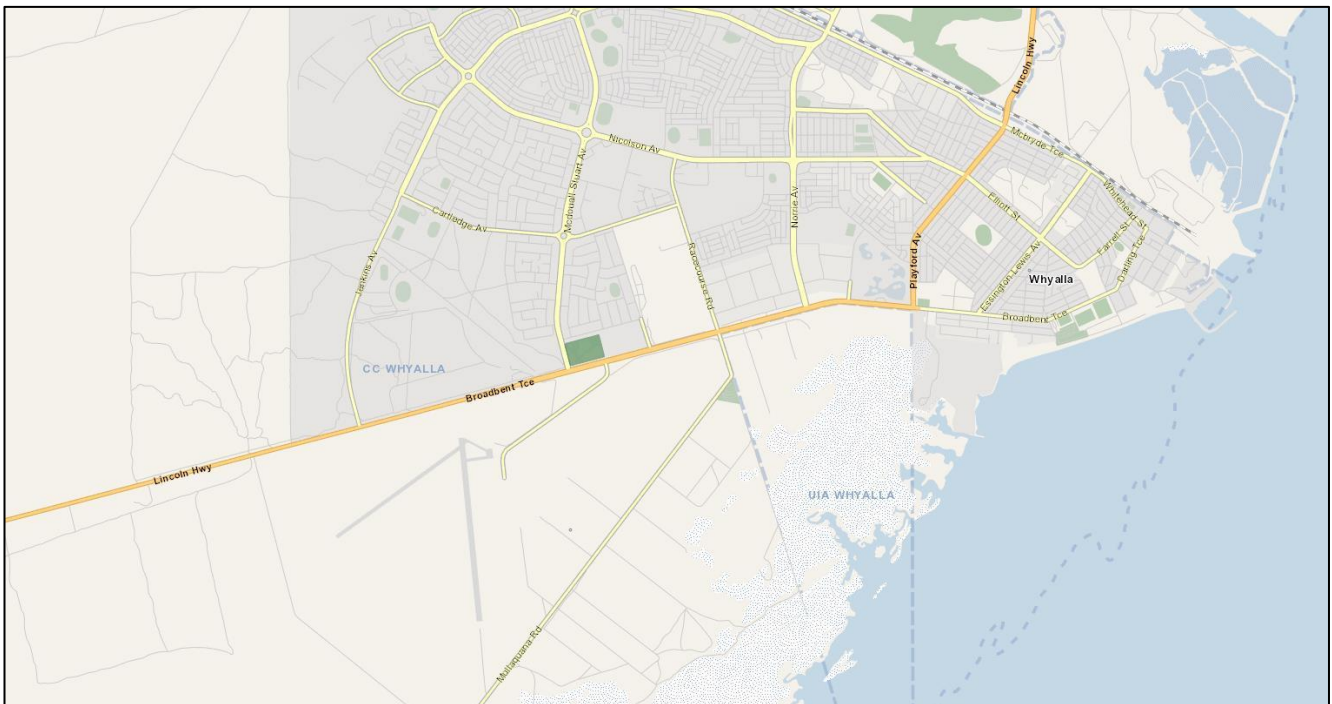 Lincoln Hwy
Mcbryde Tce
Nicolson Av
Mcdouall-Stuart Av
Norrie Av
Whitehead St
Elliott St
Farrell St
Cartledge Av
Darling Tce
Racecourse Rd
Playford Av
Essington-Lewis Av
Jenkins Av
Whyalla
Broadbent Tce
CC WHYALLA
Broadbent Tce
Lincoln Hwy
UIA WHYALLA
Mullaquana Rd